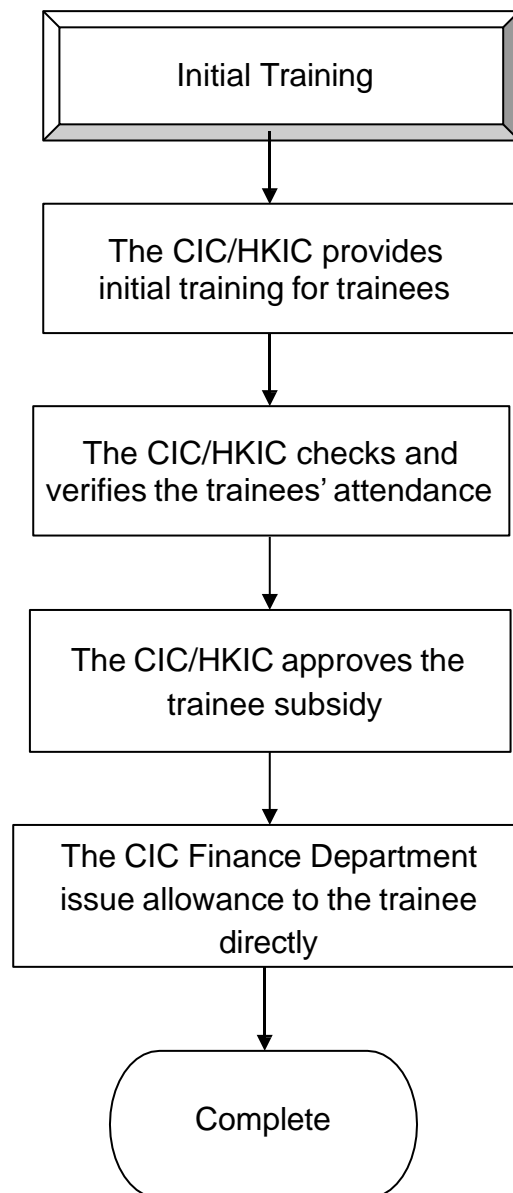 Initial Training
The CIC/HKIC provides
initial training for trainees
The CIC/HKIC checks and
verifies the trainees’ attendance
The CIC/HKIC approves the
trainee subsidy
The CIC Finance Department
issue allowance to the trainee
directly
Complete